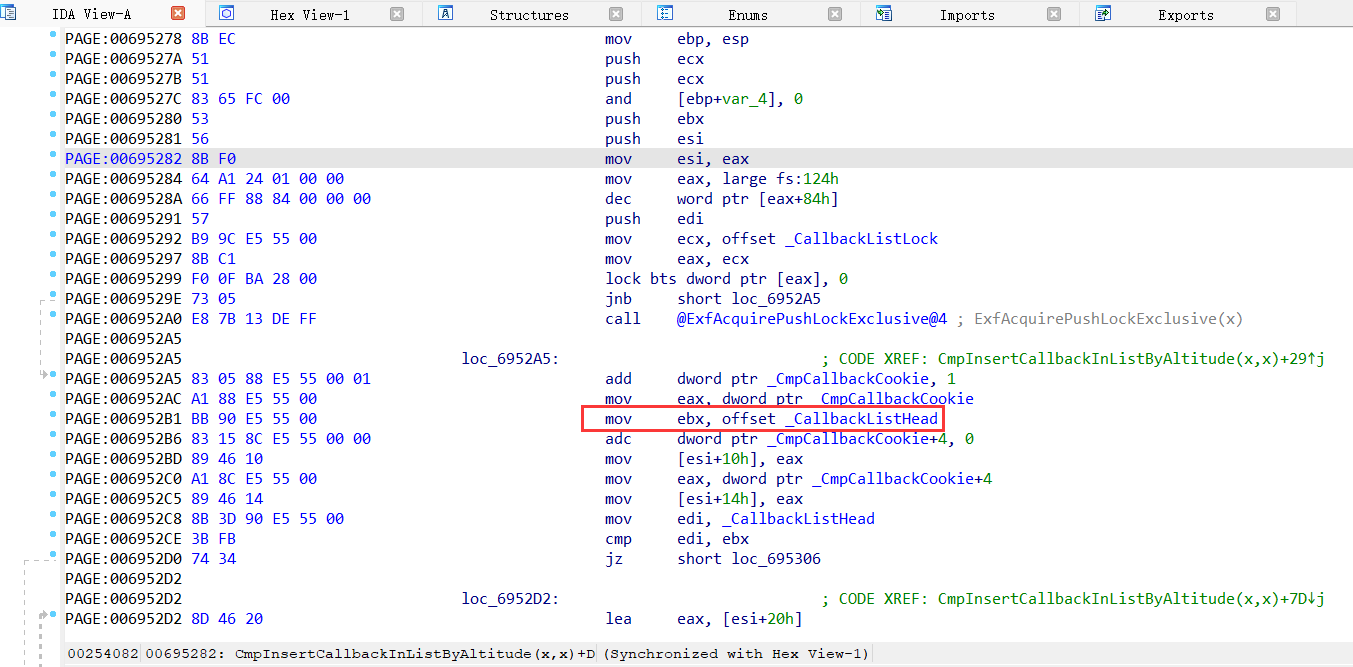 IDA View-A Hex View-1 Structures Enums Imports Exports
PAGE:00695278 8B EC mov ebp, esp
PAGE:0069527A 51 push ecx
PAGE:0069527B 51 push ecx
PAGE:0069527C 83 65 FC 00 and [ebp+var_4], 0
PAGE:00695280 53 push ebx
PAGE:00695281 56 push esi
PAGE:00695282 8B F0 mov esi, eax
PAGE:00695284 64 A1 24 01 00 00 mov eax, large fs:124h
PAGE:0069528A 66 FF 88 84 00 00 00 dec word ptr [eax+84h]
PAGE:00695291 57 push edi
PAGE:00695292 B9 9C E5 55 00 mov ecx, offset _CallbackListLock
PAGE:00695297 8B C1 mov eax, ecx
PAGE:00695299 F0 0F BA 28 00 lock bts dword ptr [eax], 0
PAGE:0069529E 73 05 jnb short loc_6952A5
PAGE:006952A0 E8 7B 13 DE FF call @ExfAcquirePushLockExclusive@4 ; ExfAcquirePushLockExclusive(x)
PAGE:006952A5
PAGE:006952A5 loc_6952A5: ; CODE XREF: CmpInsertCallbackInListByAltitude(x,x)+29↑j
PAGE:006952A5 83 05 88 E5 55 00 01 add dword ptr _CmpCallbackCookie, 1
PAGE:006952AC A1 88 E5 55 00 mov eax, dword ptr _CmpCallbackCookie
PAGE:006952B1 BB 90 E5 55 00 mov ebx, offset _CallbackListHead
PAGE:006952B6 83 15 8C E5 55 00 00 adc dword ptr _CmpCallbackCookie+4, 0
PAGE:006952BD 89 46 10 mov [esi+10h], eax
PAGE:006952C0 A1 8C E5 55 00 mov eax, dword ptr _CmpCallbackCookie+4
PAGE:006952C5 89 46 14 mov [esi+14h], eax
PAGE:006952C8 8B 3D 90 E5 55 00 mov edi, _CallbackListHead
PAGE:006952CE 3B FB cmp edi, ebx
PAGE:006952D0 74 34 jz short loc_695306
PAGE:006952D2
PAGE:006952D2 loc_6952D2: ; CODE XREF: CmpInsertCallbackInListByAltitude(x,x)+7D↓j
PAGE:006952D2 8D 46 20 lea eax, [esi+20h]
00254082 00695282: CmpInsertCallbackInListByAltitude(x,x)+D (Synchronized with Hex View-1)